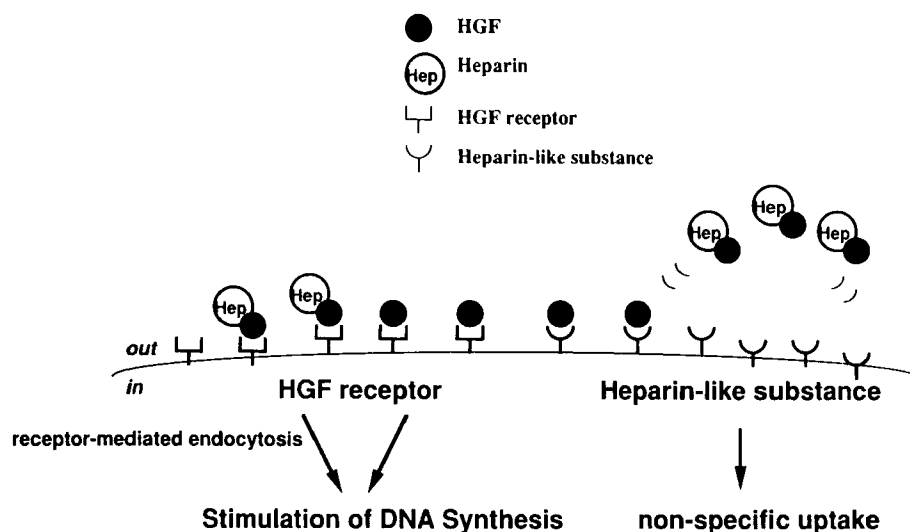 HGF
Hep Heparin
HGF receptor
Heparin-like substance
Hep
Hep
Hep
Hep
Hep
out
in
HGF receptor
Heparin-like substance
receptor-mediated endocytosis
Stimulation of DNA Synthesis
non-specific uptake